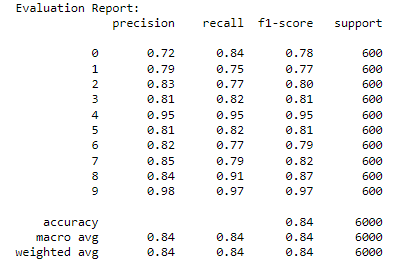 Evaluation Report:
precision recall f1-score support
0 0.72 0.84 0.78 600
1 0.79 0.75 0.77 600
2 0.83 0.77 0.80 600
3 0.81 0.82 0.81 600
4 0.95 0.95 0.95 600
5 0.81 0.82 0.81 600
6 0.82 0.77 0.79 600
7 0.85 0.79 0.82 600
8 0.84 0.91 0.87 600
9 0.98 0.97 0.97 600
accuracy 0.84 6000
macro avg 0.84 0.84 0.84 6000
weighted avg 0.84 0.84 0.84 6000